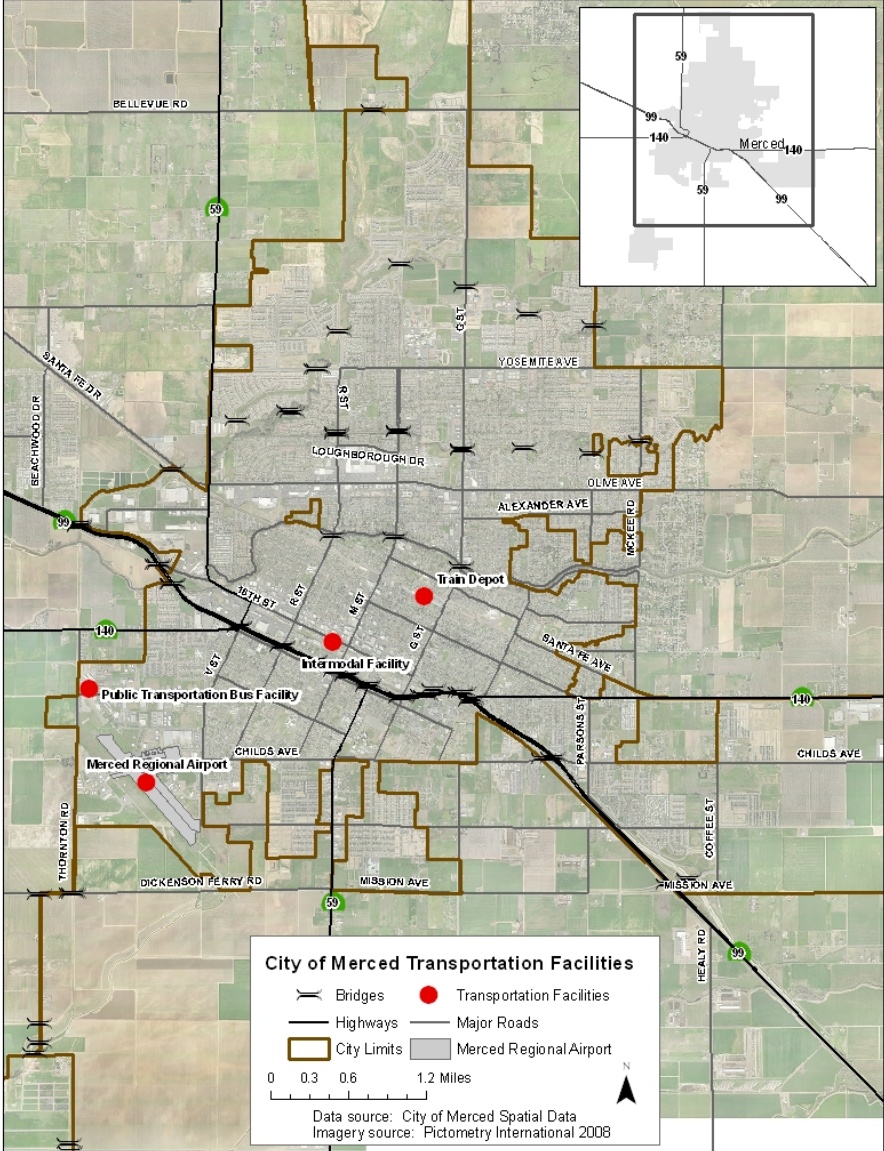 59
99
140
Merced
140
59
99
BELLEVUE RD
59
G ST
YOSEMITE AVE
SANTA FE DR
R ST
BEACHWOOD DR
LOUGHBOROUGH DR
OLIVE AVE
ALEXANDER AVE
MCKEE RD
99
Train Depot
16TH ST
R ST
M ST
G ST
140
SANTA FE AVE
V ST
Intermodal Facility
Public Transportation Bus Facility
140
PARSONS ST
CHILDS AVE
CHILDS AVE
Merced Regional Airport
THORNTON RD
COFFEE ST
DICKENSON FERRY RD
MISSION AVE
MISSION AVE
59
HEALY RD
99
City of Merced Transportation Facilities
Bridges
Transportation Facilities
Highways
Major Roads
City Limits
Merced Regional Airport
0 0.3 0.6 1.2 Miles
N
Data source: City of Merced Spatial Data
Imagery source: Pictometry International 2008